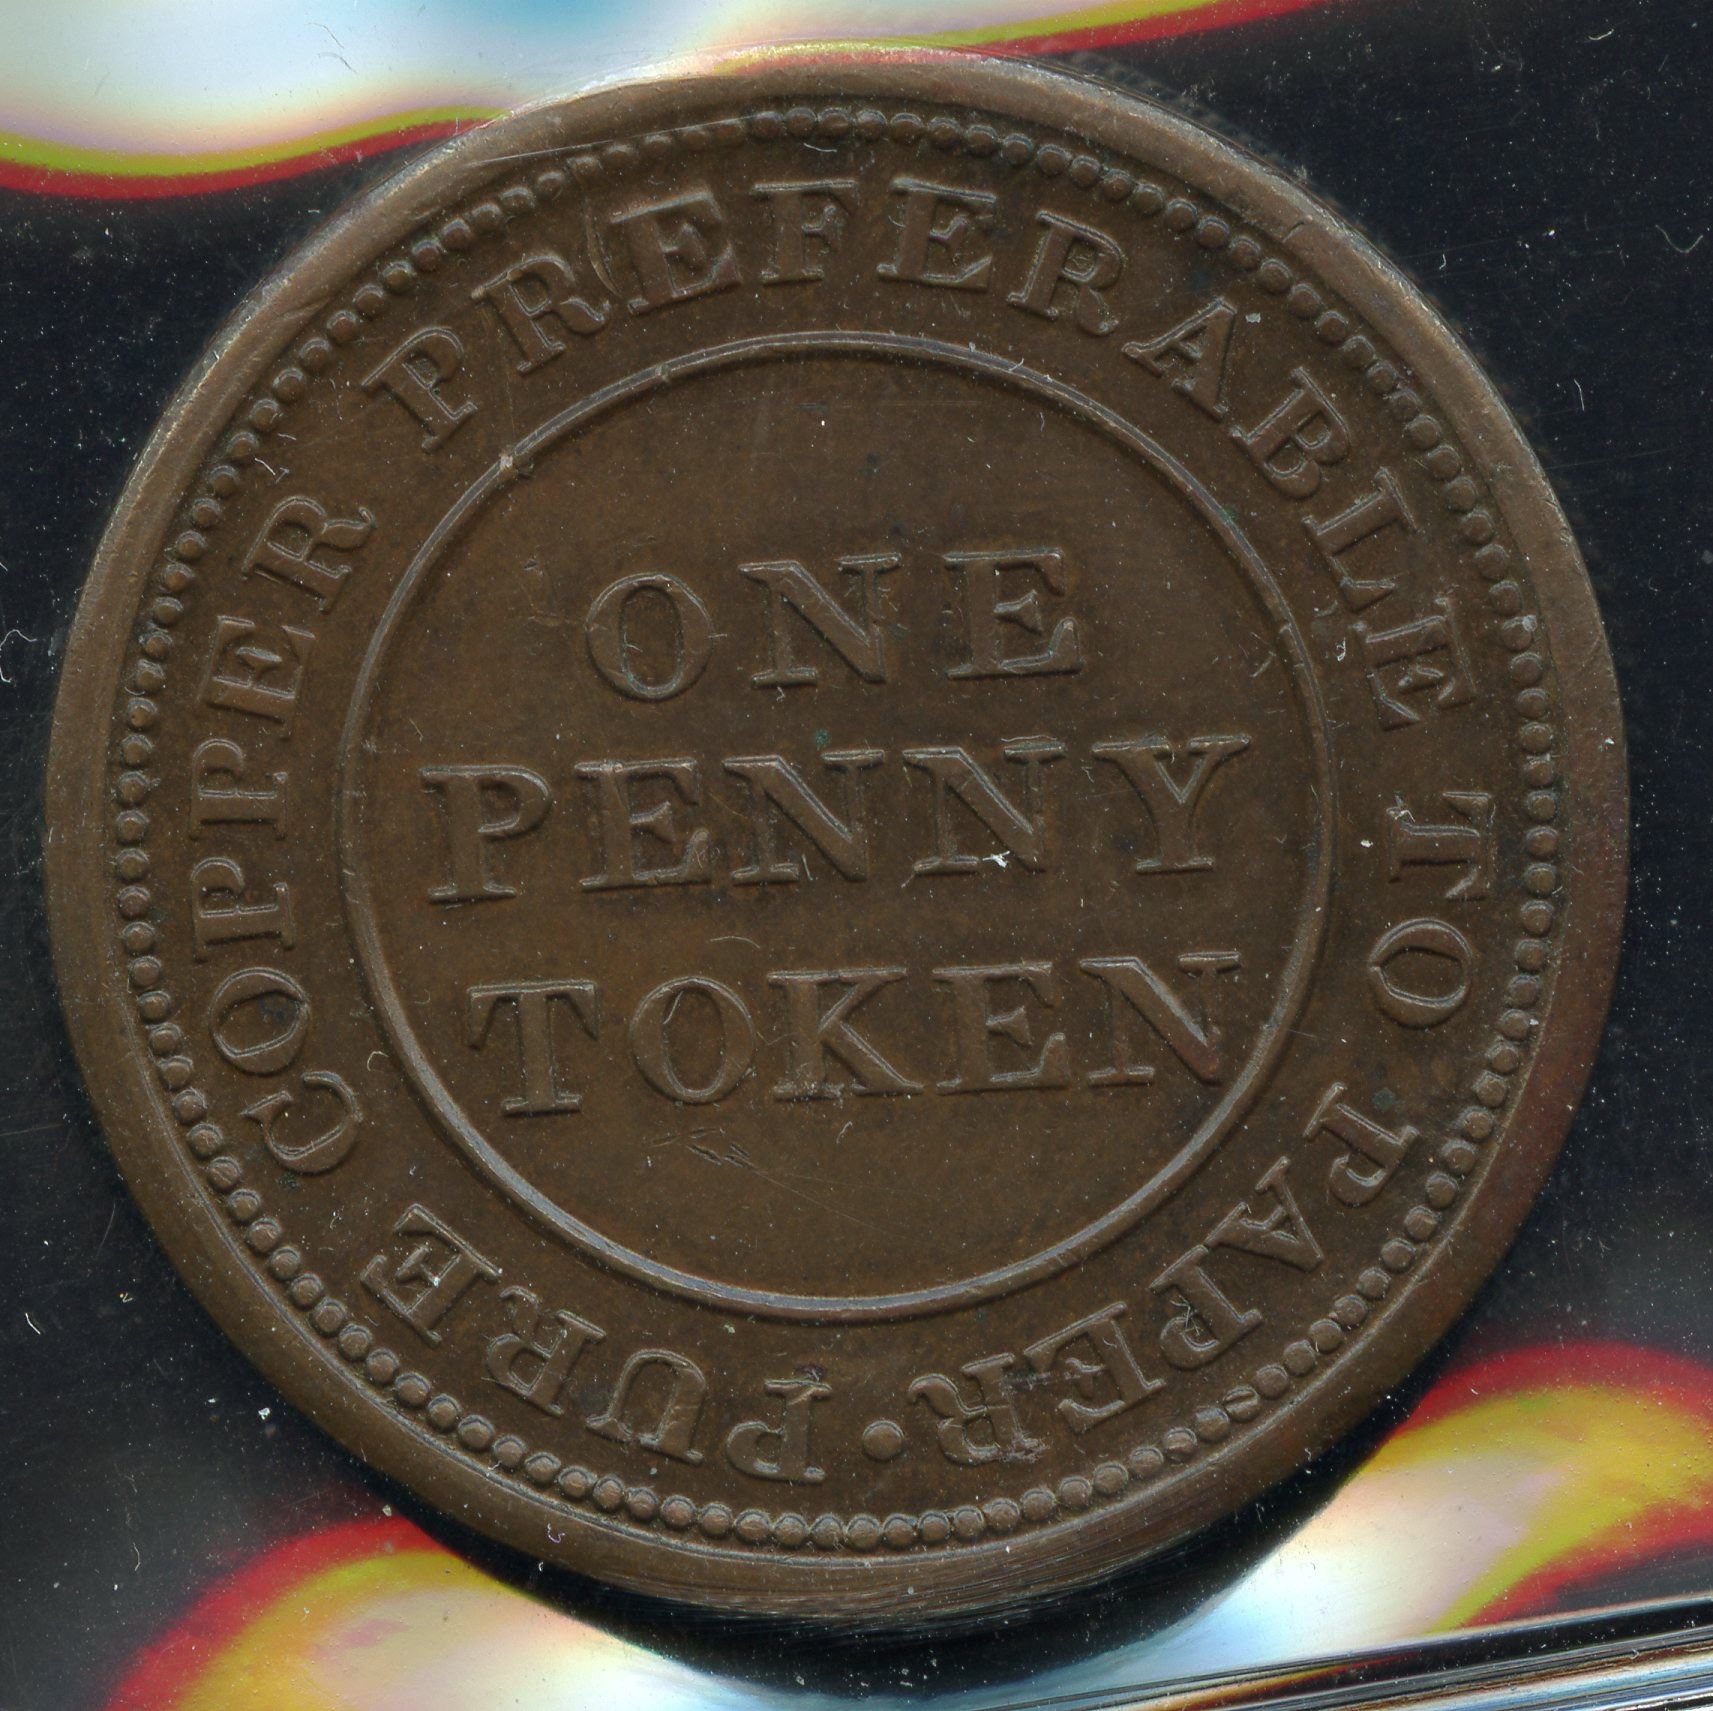 PURE COPPER PREFERABLE TO PAPER ·
ONE
PENNY
TOKEN